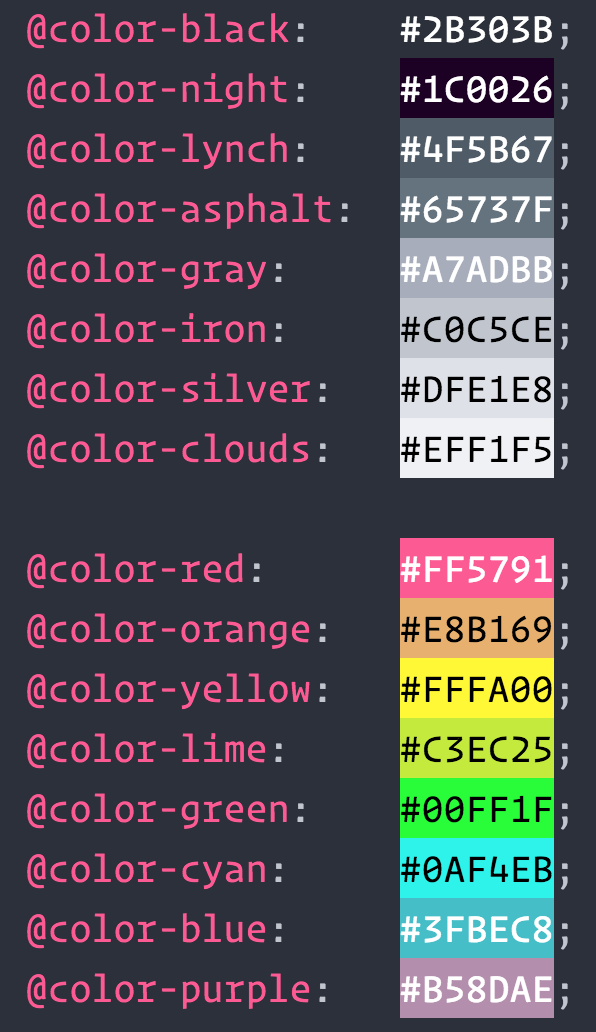 @color-black: #2B303B;
@color-night: #1C0026;
@color-lynch: #4F5B67;
@color-asphalt: #65737F;
@color-gray: #A7ADBB;
@color-iron: #C0C5CE;
@color-silver: #DFE1E8;
@color-clouds: #EFF1F5;
@color-red: #FF5791;
@color-orange: #E8B169;
@color-yellow: #FFFA00;
@color-lime: #C3EC25;
@color-green: #00FF1F;
@color-cyan: #0AF4EB;
@color-blue: #3FBEC8;
@color-purple: #B58DAE;